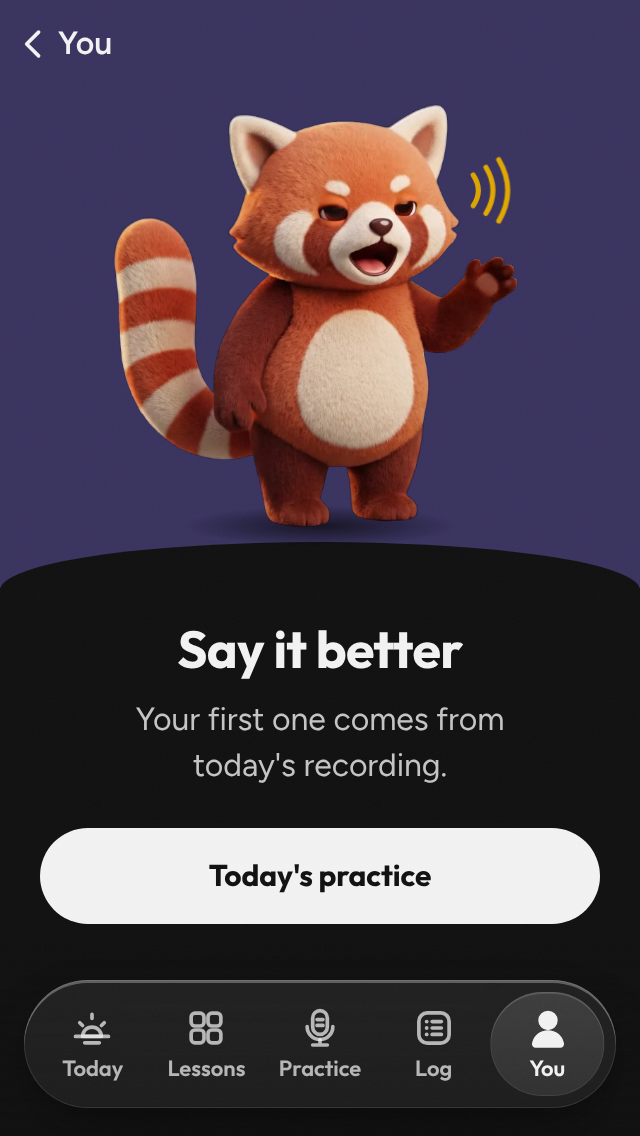 You
Say it better
Your first one comes from
today's recording.
Today's practice
Today
Lessons
Practice
Log
You